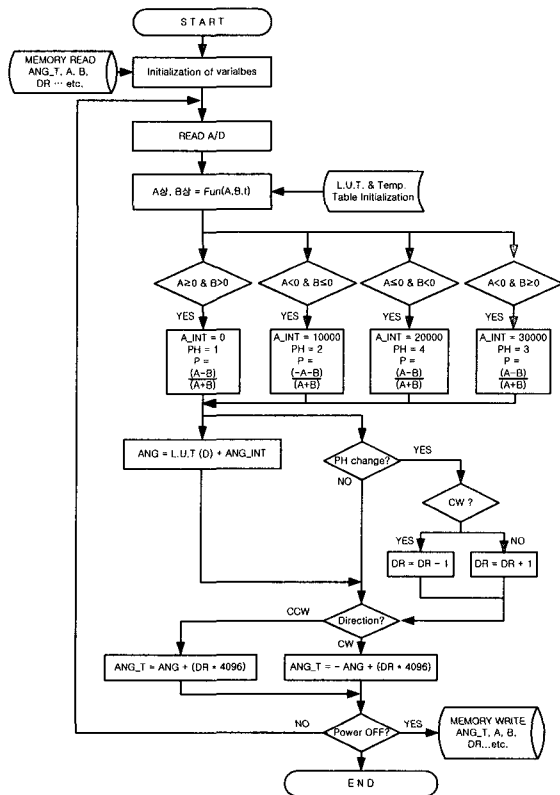 START
MEMORY READ
ANG_T, A, B,
DR ··· etc.
Initialization of varialbes
READ A/D
A상, B상 = Fun(A,B,t)
L.U.T. & Temp.
Table Initialization
A≥0 & B>0
A<0 & B≤0
A≤0 & B<0
A<0 & B≥0
YES
YES
YES
YES
A_INT = 0
PH = 1
P =
(A-B)
(A+B)
A_INT = 10000
PH = 2
P =
(-A-B)
(A+B)
A_INT = 20000
PH = 4
P =
(A-B)
(A+B)
A_INT = 30000
PH = 3
P =
(A-B)
(A+B)
ANG = L.U.T (D) + ANG_INT
PH change?
YES
NO
CW ?
YES
NO
DR = DR - 1
DR = DR + 1
Direction?
CCW
CW
ANG_T = ANG + (DR * 4096)
ANG_T = - ANG + (DR * 4096)
NO
Power OFF?
YES
MEMORY WRITE
ANG_T, A, B,
DR...etc.
END